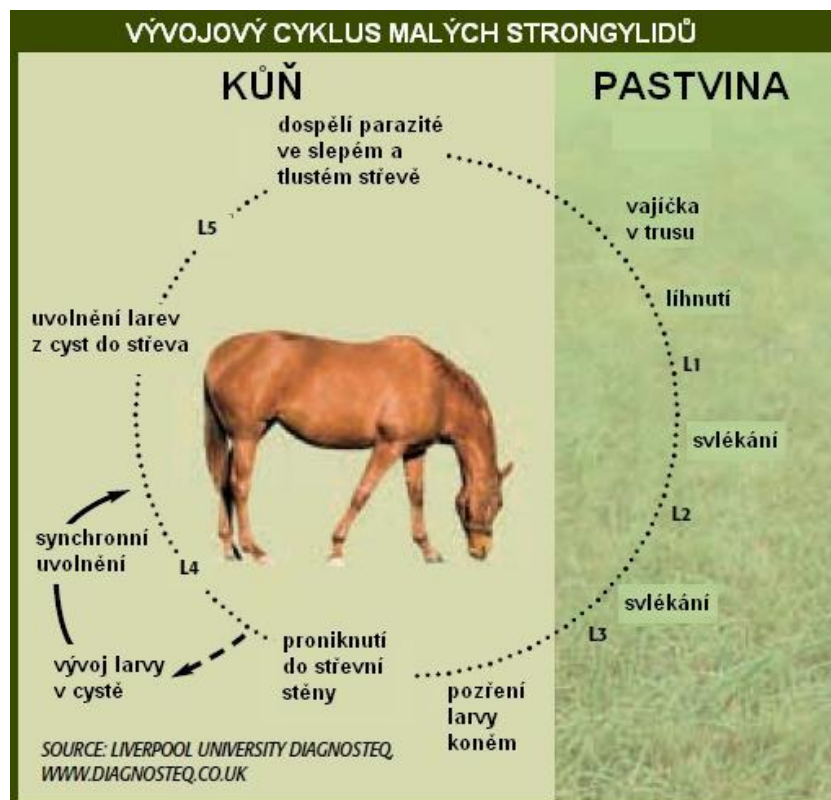 VÝVOJOVÝ CYKLUS MALÝCH STRONGYLIDŮ
KŮŇ
PASTVINA
dospělí parazité
ve slepém a
tlustém střevě
vajíčka
v trusu
líhnutí
L1
svlékání
L2
svlékání
L3
pozření
larvy
koněm
proniknutí
do střevní
stěny
vývoj larvy
v cystě
synchronní
uvolnění
L4
uvolnění larev
z cyst do střeva
L5
SOURCE: LIVERPOOL UNIVERSITY DIAGNOSTEQ,
WWW.DIAGNOSTEQ.CO.UK